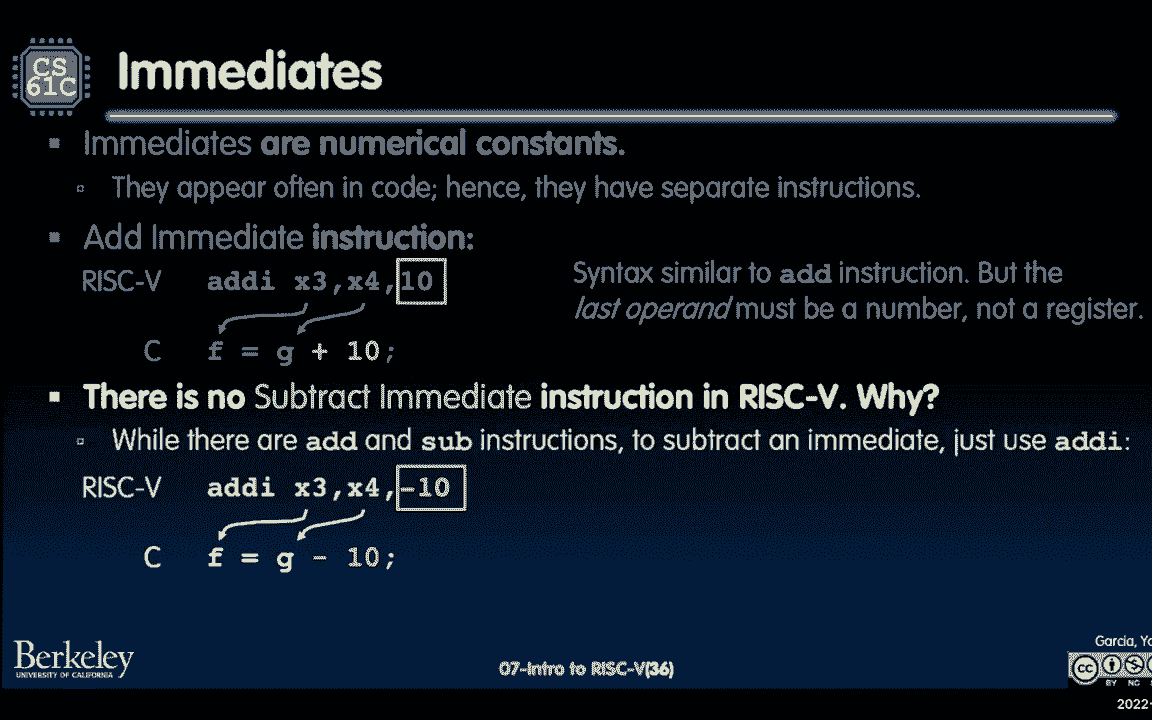 CS
61C
Immediates
Immediates are numerical constants.
They appear often in code; hence, they have separate instructions.
Add Immediate instruction:
RISC-V addi x3,x4,10
Syntax similar to add instruction. But the
last operand must be a number, not a register.
C f = g + 10;
There is no Subtract Immediate instruction in RISC-V. Why?
While there are add and sub instructions, to subtract an immediate, just use addi:
RISC-V addi x3,x4,-10
C f = g - 10;
Berkeley
UNIVERSITY OF CALIFORNIA
07-Intro to RISC-V(36)
Garcia,
cc
BY NC
2022-